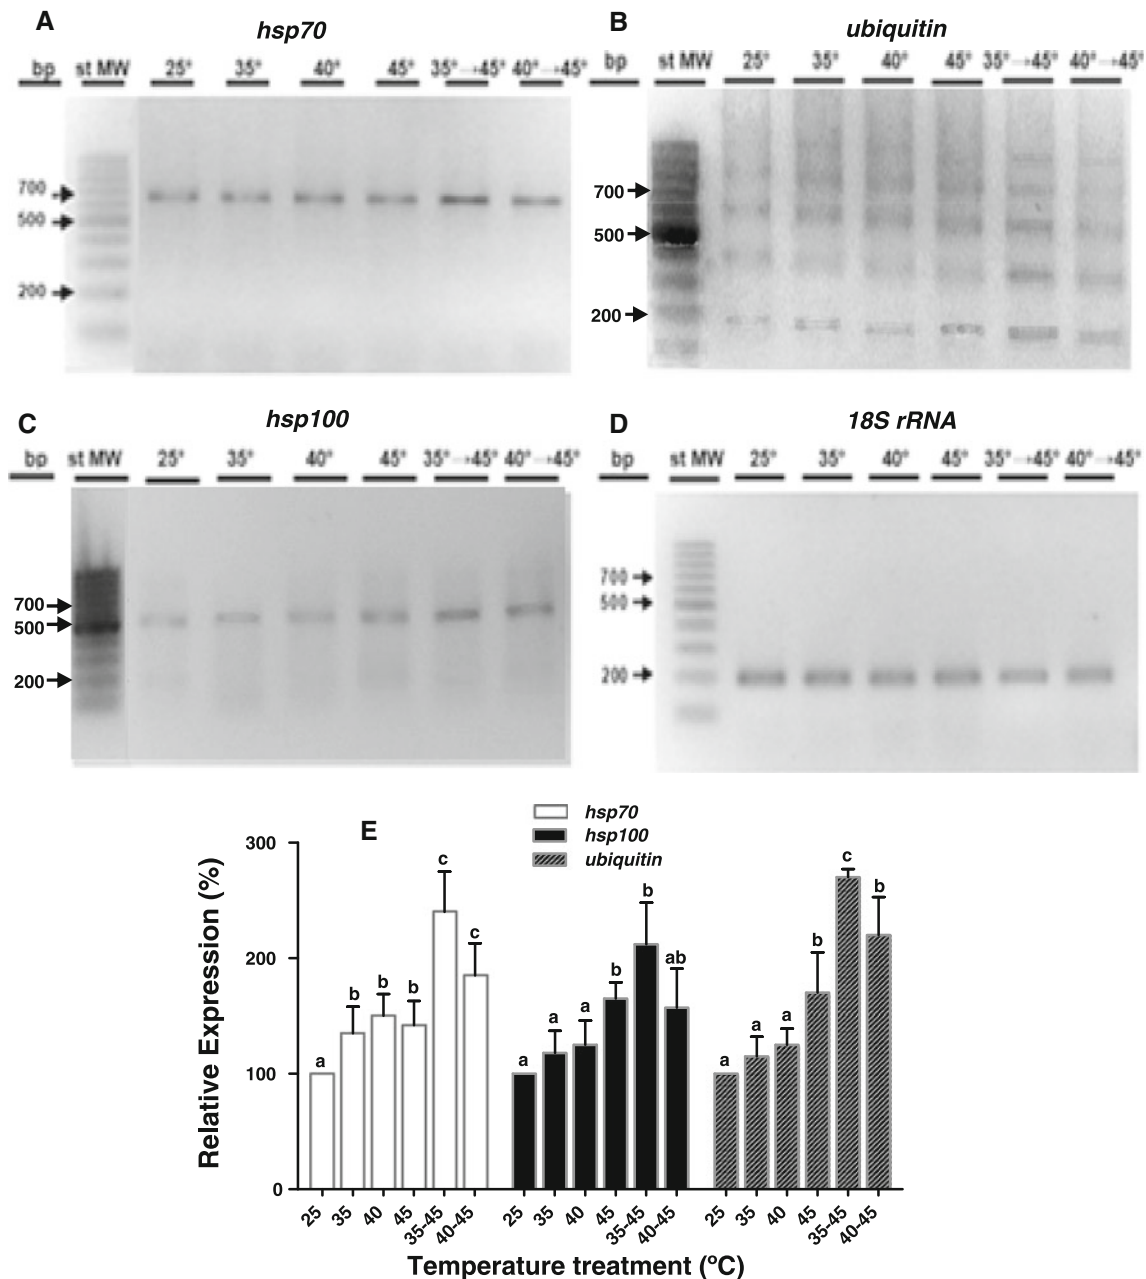 A
hsp70
bp st MW 25° 35° 40° 45° 35°→45° 40°→45°
700
500
200
B
ubiquitin
bp st MW 25° 35° 40° 45° 35°→45° 40°→45°
700
500
200
C
hsp100
bp st MW 25° 35° 40° 45° 35°→45° 40°→45°
700
500
200
D
18S rRNA
bp st MW 25° 35° 40° 45° 35°→45° 40°→45°
700
500
200
E
hsp70
hsp100
ubiquitin
Relative Expression (%)
300
200
100
0
a b b b c c a a a b b ab a a a b c b
25 35 40 45 35-45 40-45 25 35 40 45 35-45 40-45 25 35 40 45 35-45 40-45
Temperature treatment (ºC)